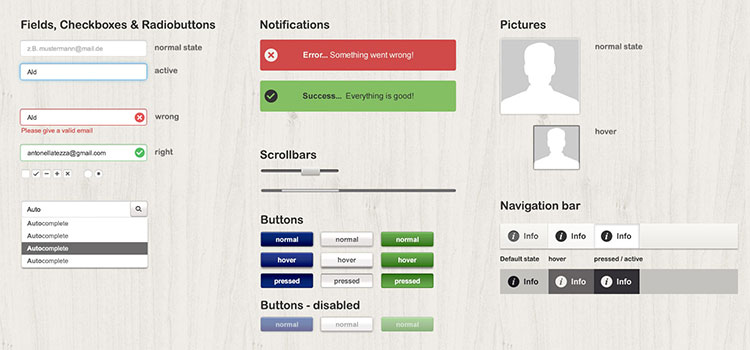 Fields, Checkboxes & Radiobuttons
z.B. mustermann@mail.de
normal state
Ald
active
Ald
wrong
Please give a valid email
antonellatezza@gmail.com
right
Auto
Autocomplete
Autocomplete
Autocomplete
Autocomplete
Notifications
Error... Something went wrong!
Success... Everything is good!
Scrollbars
Buttons
normal normal normal
hover hover hover
pressed pressed pressed
Buttons - disabled
normal normal normal
Pictures
normal state
hover
Navigation bar
i Info i Info i Info
Default state hover pressed / active
i Info i Info i Info